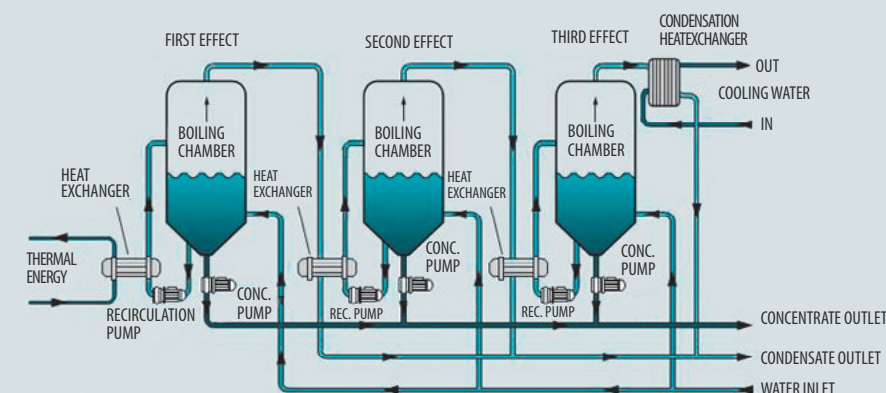 CONDENSATION
HEATEXCHANGER
FIRST EFFECT
SECOND EFFECT
THIRD EFFECT
OUT
COOLING WATER
IN
BOILING
CHAMBER
BOILING
CHAMBER
BOILING
CHAMBER
HEAT
EXCHANGER
HEAT
EXCHANGER
HEAT
EXCHANGER
THERMAL
ENERGY
CONC.
PUMP
CONC.
PUMP
CONC.
PUMP
RECIRCULATION
PUMP
REC. PUMP
REC. PUMP
CONCENTRATE OUTLET
CONDENSATE OUTLET
WATER INLET